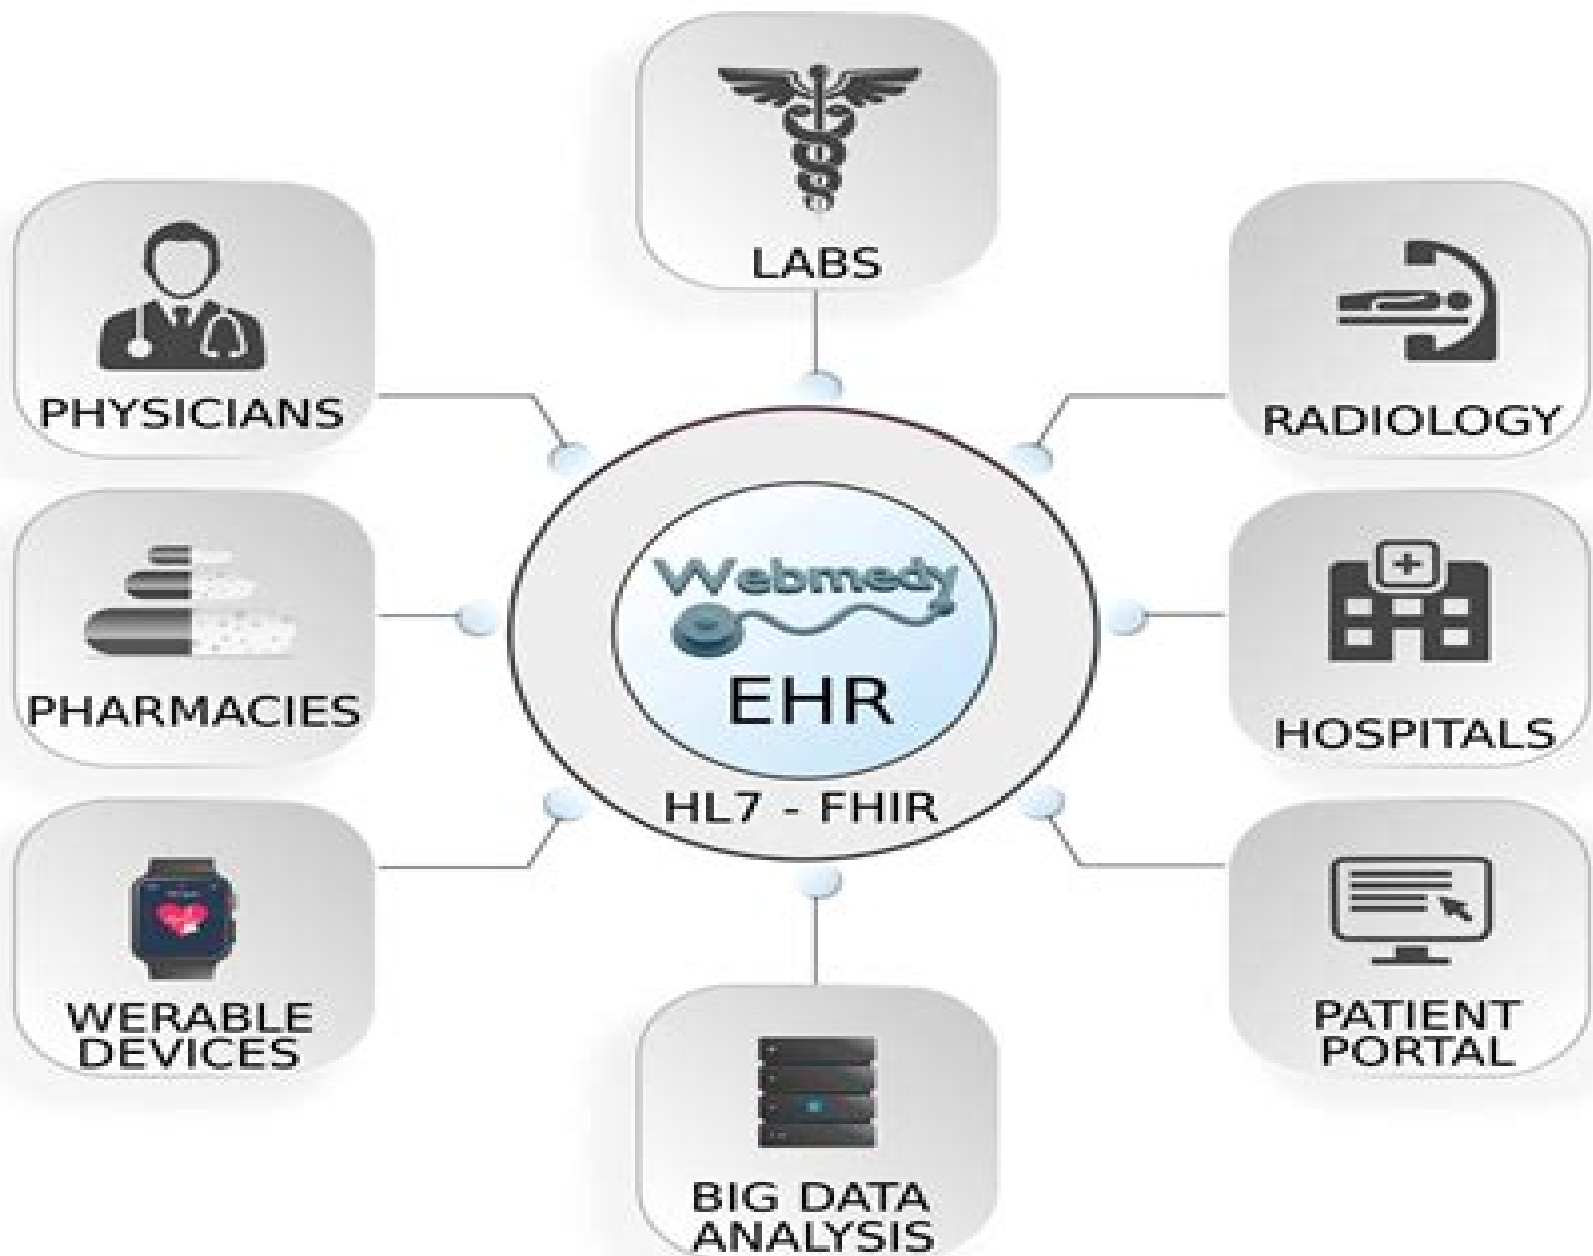 LABS
PHYSICIANS
RADIOLOGY
PHARMACIES
Webmedy
EHR
HL7 - FHIR
HOSPITALS
WERABLE
DEVICES
PATIENT
PORTAL
BIG DATA
ANALYSIS